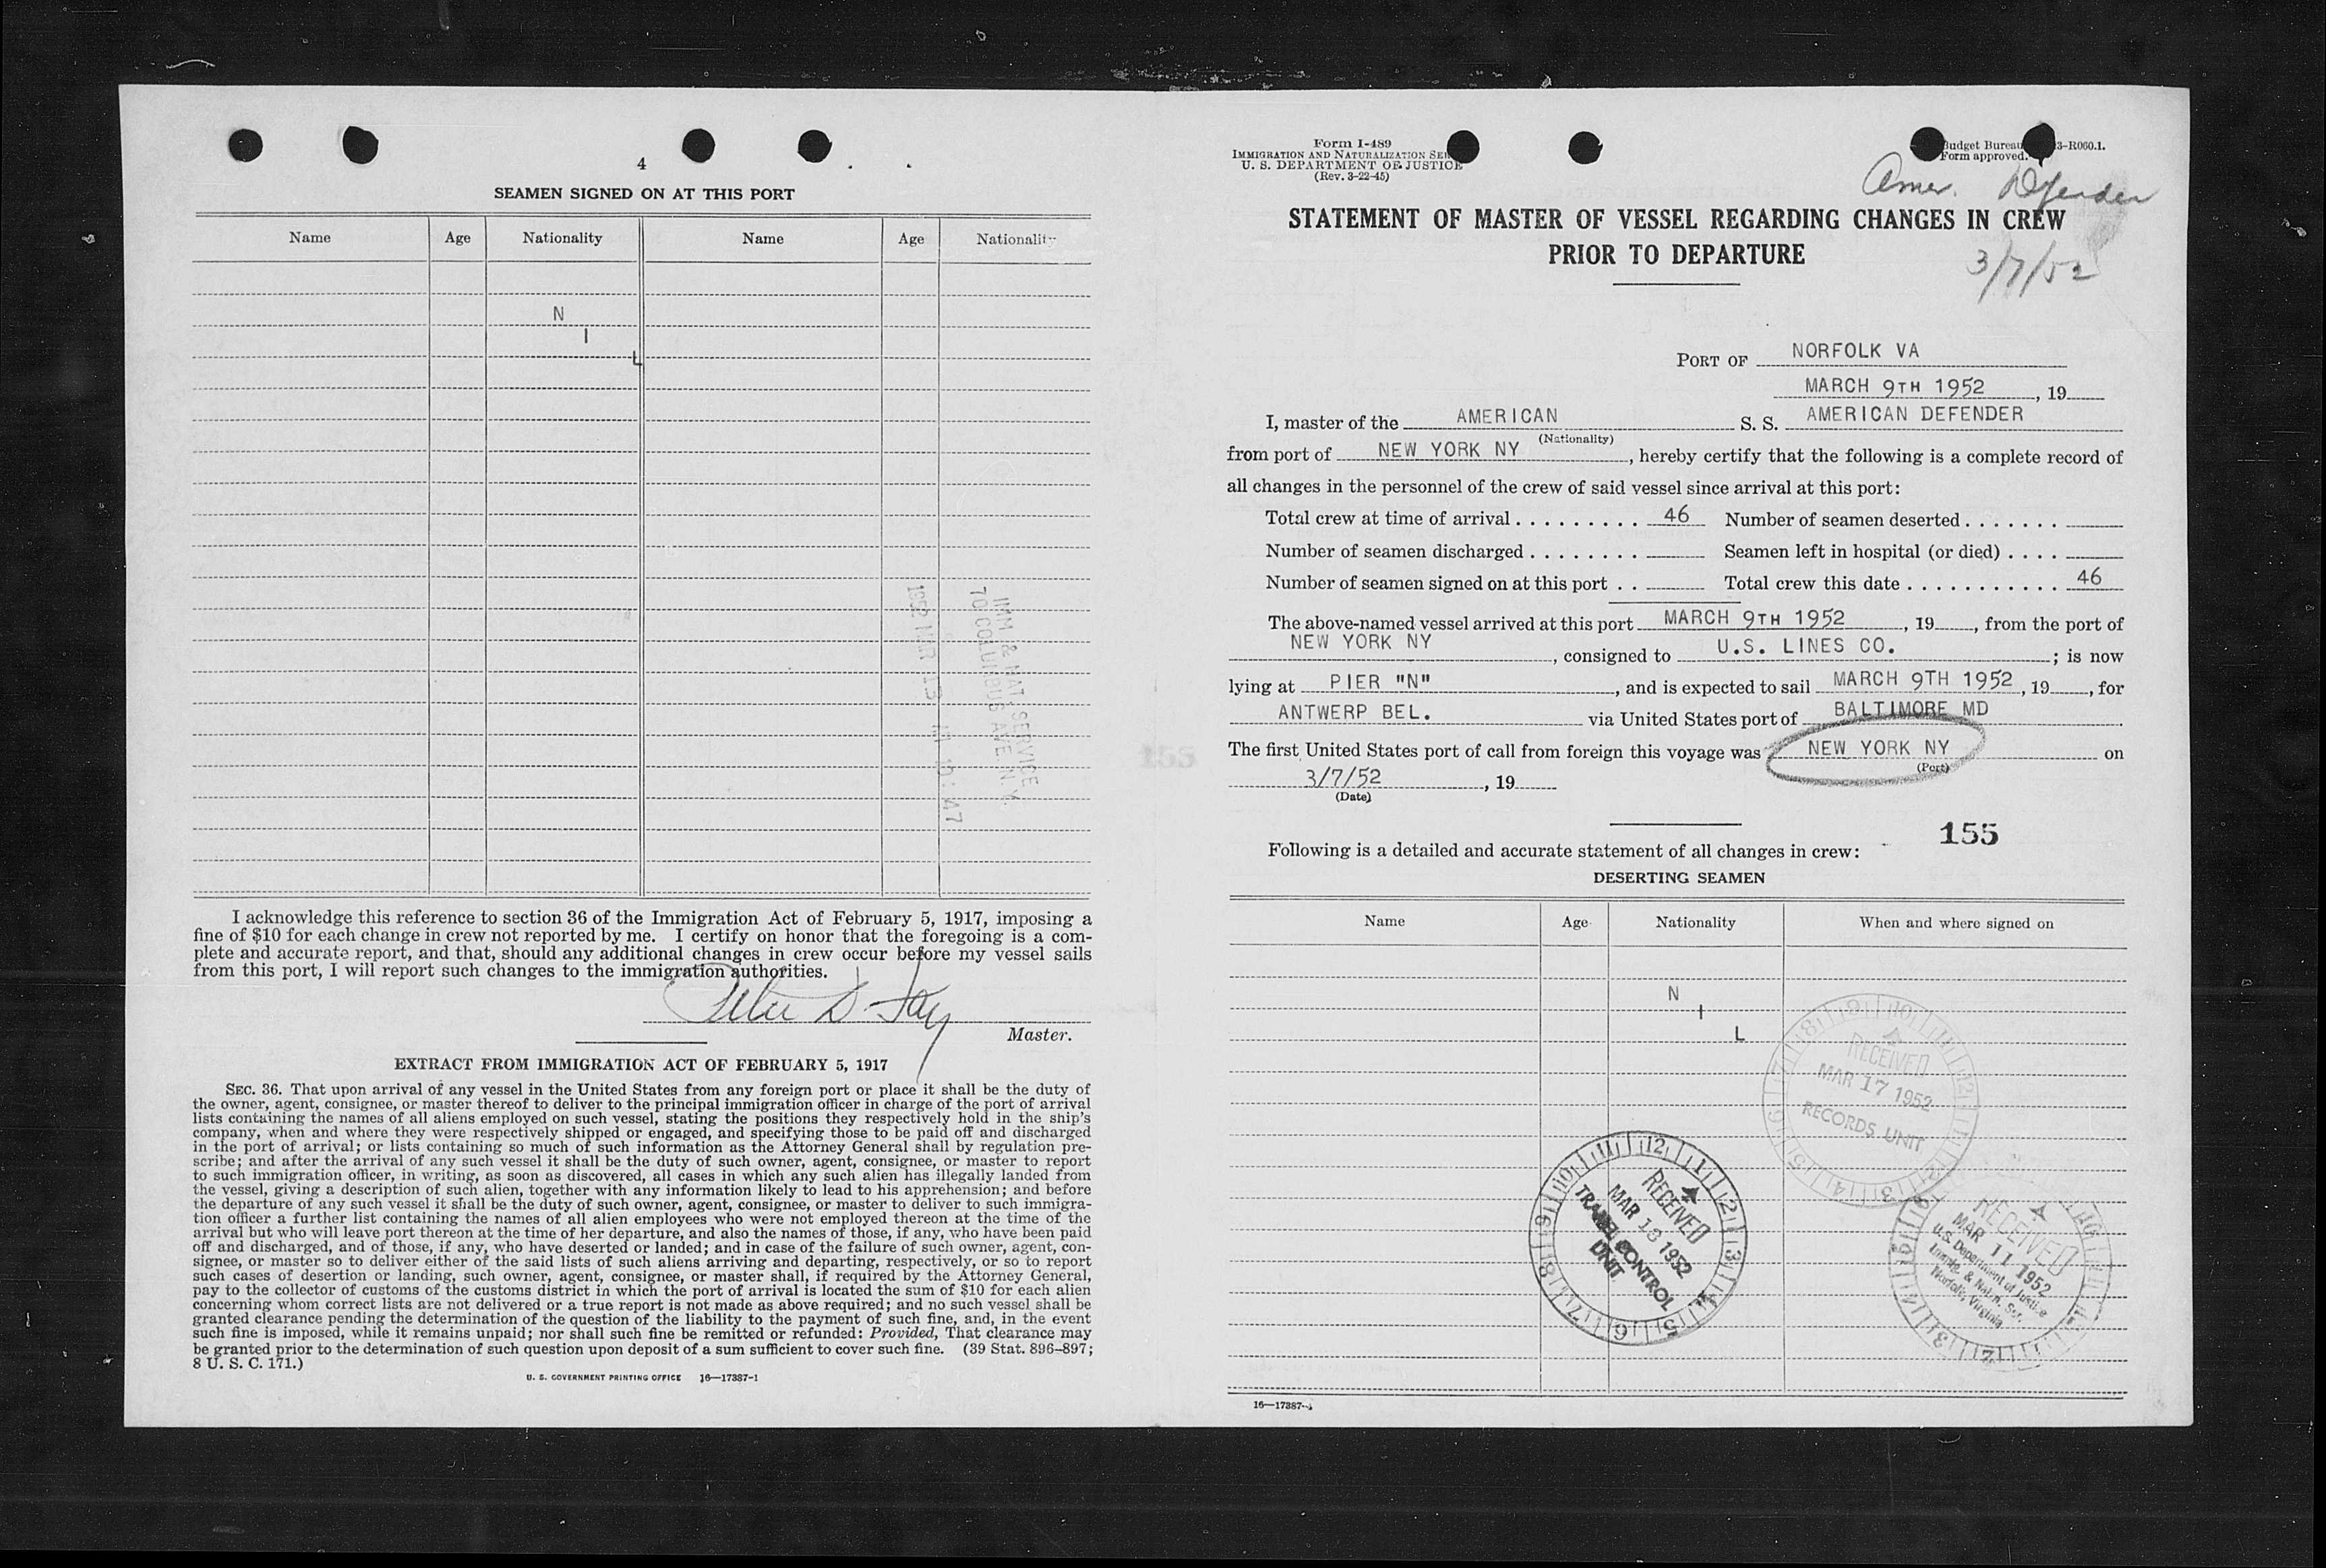 4
SEAMEN SIGNED ON AT THIS PORT
Name Age Nationality Name Age Nationality
N
I
L
IMM & NAT SERVICE
70 COLUMBUS AVE. N.Y.
1952 MAR 13
I acknowledge this reference to section 36 of the Immigration Act of February 5, 1917, imposing a
fine of $10 for each change in crew not reported by me. I certify on honor that the foregoing is a com-
plete and accurate report, and that, should any additional changes in crew occur before my vessel sails
from this port, I will report such changes to the immigration authorities.
Master.
EXTRACT FROM IMMIGRATION ACT OF FEBRUARY 5, 1917
SEC. 36. That upon arrival of any vessel in the United States from any foreign port or place it shall be the duty of
the owner, agent, consignee, or master thereof to deliver to the principal immigration officer in charge of the port of arrival
lists containing the names of all aliens employed on such vessel, stating the positions they respectively hold in the ship's
company, when and where they were respectively shipped or engaged, and specifying those to be paid off and discharged
in the port of arrival; or lists containing so much of such information as the Attorney General shall by regulation pre-
scribe; and after the arrival of any such vessel it shall be the duty of such owner, agent, consignee, or master to report
to such immigration officer, in writing, as soon as discovered, all cases in which any such alien has illegally landed from
the vessel, giving a description of such alien, together with any information likely to lead to his apprehension; and before
the departure of any such vessel it shall be the duty of such owner, agent, consignee, or master to deliver to such immigra-
tion officer a further list containing the names of all alien employees who were not employed thereon at the time of the
arrival but who will leave port thereon at the time of her departure, and also the names of those, if any, who have been paid
off and discharged, and of those, if any, who have deserted or landed; and in case of the failure of such owner, agent, con-
signee, or master so to deliver either of the said lists of such aliens arriving and departing, respectively, or so to report
such cases of desertion or landing, such owner, agent, consignee, or master shall, if required by the Attorney General,
pay to the collector of customs of the customs district in which the port of arrival is located the sum of $10 for each alien
concerning whom correct lists are not delivered or a true report is not made as above required; and no such vessel shall be
granted clearance pending the determination of the question of the liability to the payment of such fine, and, in the event
such fine is imposed, while it remains unpaid; nor shall such fine be remitted or refunded: Provided, That clearance may
be granted prior to the determination of such question upon deposit of a sum sufficient to cover such fine. (39 Stat. 896–897;
8 U. S. C. 171.)
U. S. GOVERNMENT PRINTING OFFICE 16—17387-1
Form I-489
IMMIGRATION AND NATURALIZATION
U. S. DEPARTMENT OF JUSTICE
(Rev. 3-22-45)
Budget Bureau 3-R060.1.
Form approved.
Amer. Defender
STATEMENT OF MASTER OF VESSEL REGARDING CHANGES IN CREW
PRIOR TO DEPARTURE
3/7/52
PORT OF NORFOLK VA
MARCH 9TH 1952, 19
I, master of the AMERICAN S. S. AMERICAN DEFENDER
(Nationality)
from port of NEW YORK NY, hereby certify that the following is a complete record of
all changes in the personnel of the crew of said vessel since arrival at this port:
Total crew at time of arrival . . . . . . . . . 46 Number of seamen deserted . . . . . . .
Number of seamen discharged . . . . . . . . Seamen left in hospital (or died) . . . .
Number of seamen signed on at this port . . Total crew this date . . . . . . . . . . . 46
The above-named vessel arrived at this port MARCH 9TH 1952, 19, from the port of
NEW YORK NY, consigned to U.S. LINES CO.; is now
lying at PIER "N", and is expected to sail MARCH 9TH 1952, 19, for
ANTWERP BEL. via United States port of BALTIMORE MD
The first United States port of call from foreign this voyage was NEW YORK NY on
(Port)
3/7/52, 19
(Date)
155
Following is a detailed and accurate statement of all changes in crew:
DESERTING SEAMEN
Name Age Nationality When and where signed on
N
I
L
RECEIVED
MAR 17 1952
RECORDS UNIT
RECEIVED
MAR 13 1952
TRAVEL CONTROL
UNIT
RECEIVED
MAR 11 1952
U.S. Department of Justice
Immig. & Natzn. Ser.
Norfolk, Virginia
16—17387-1